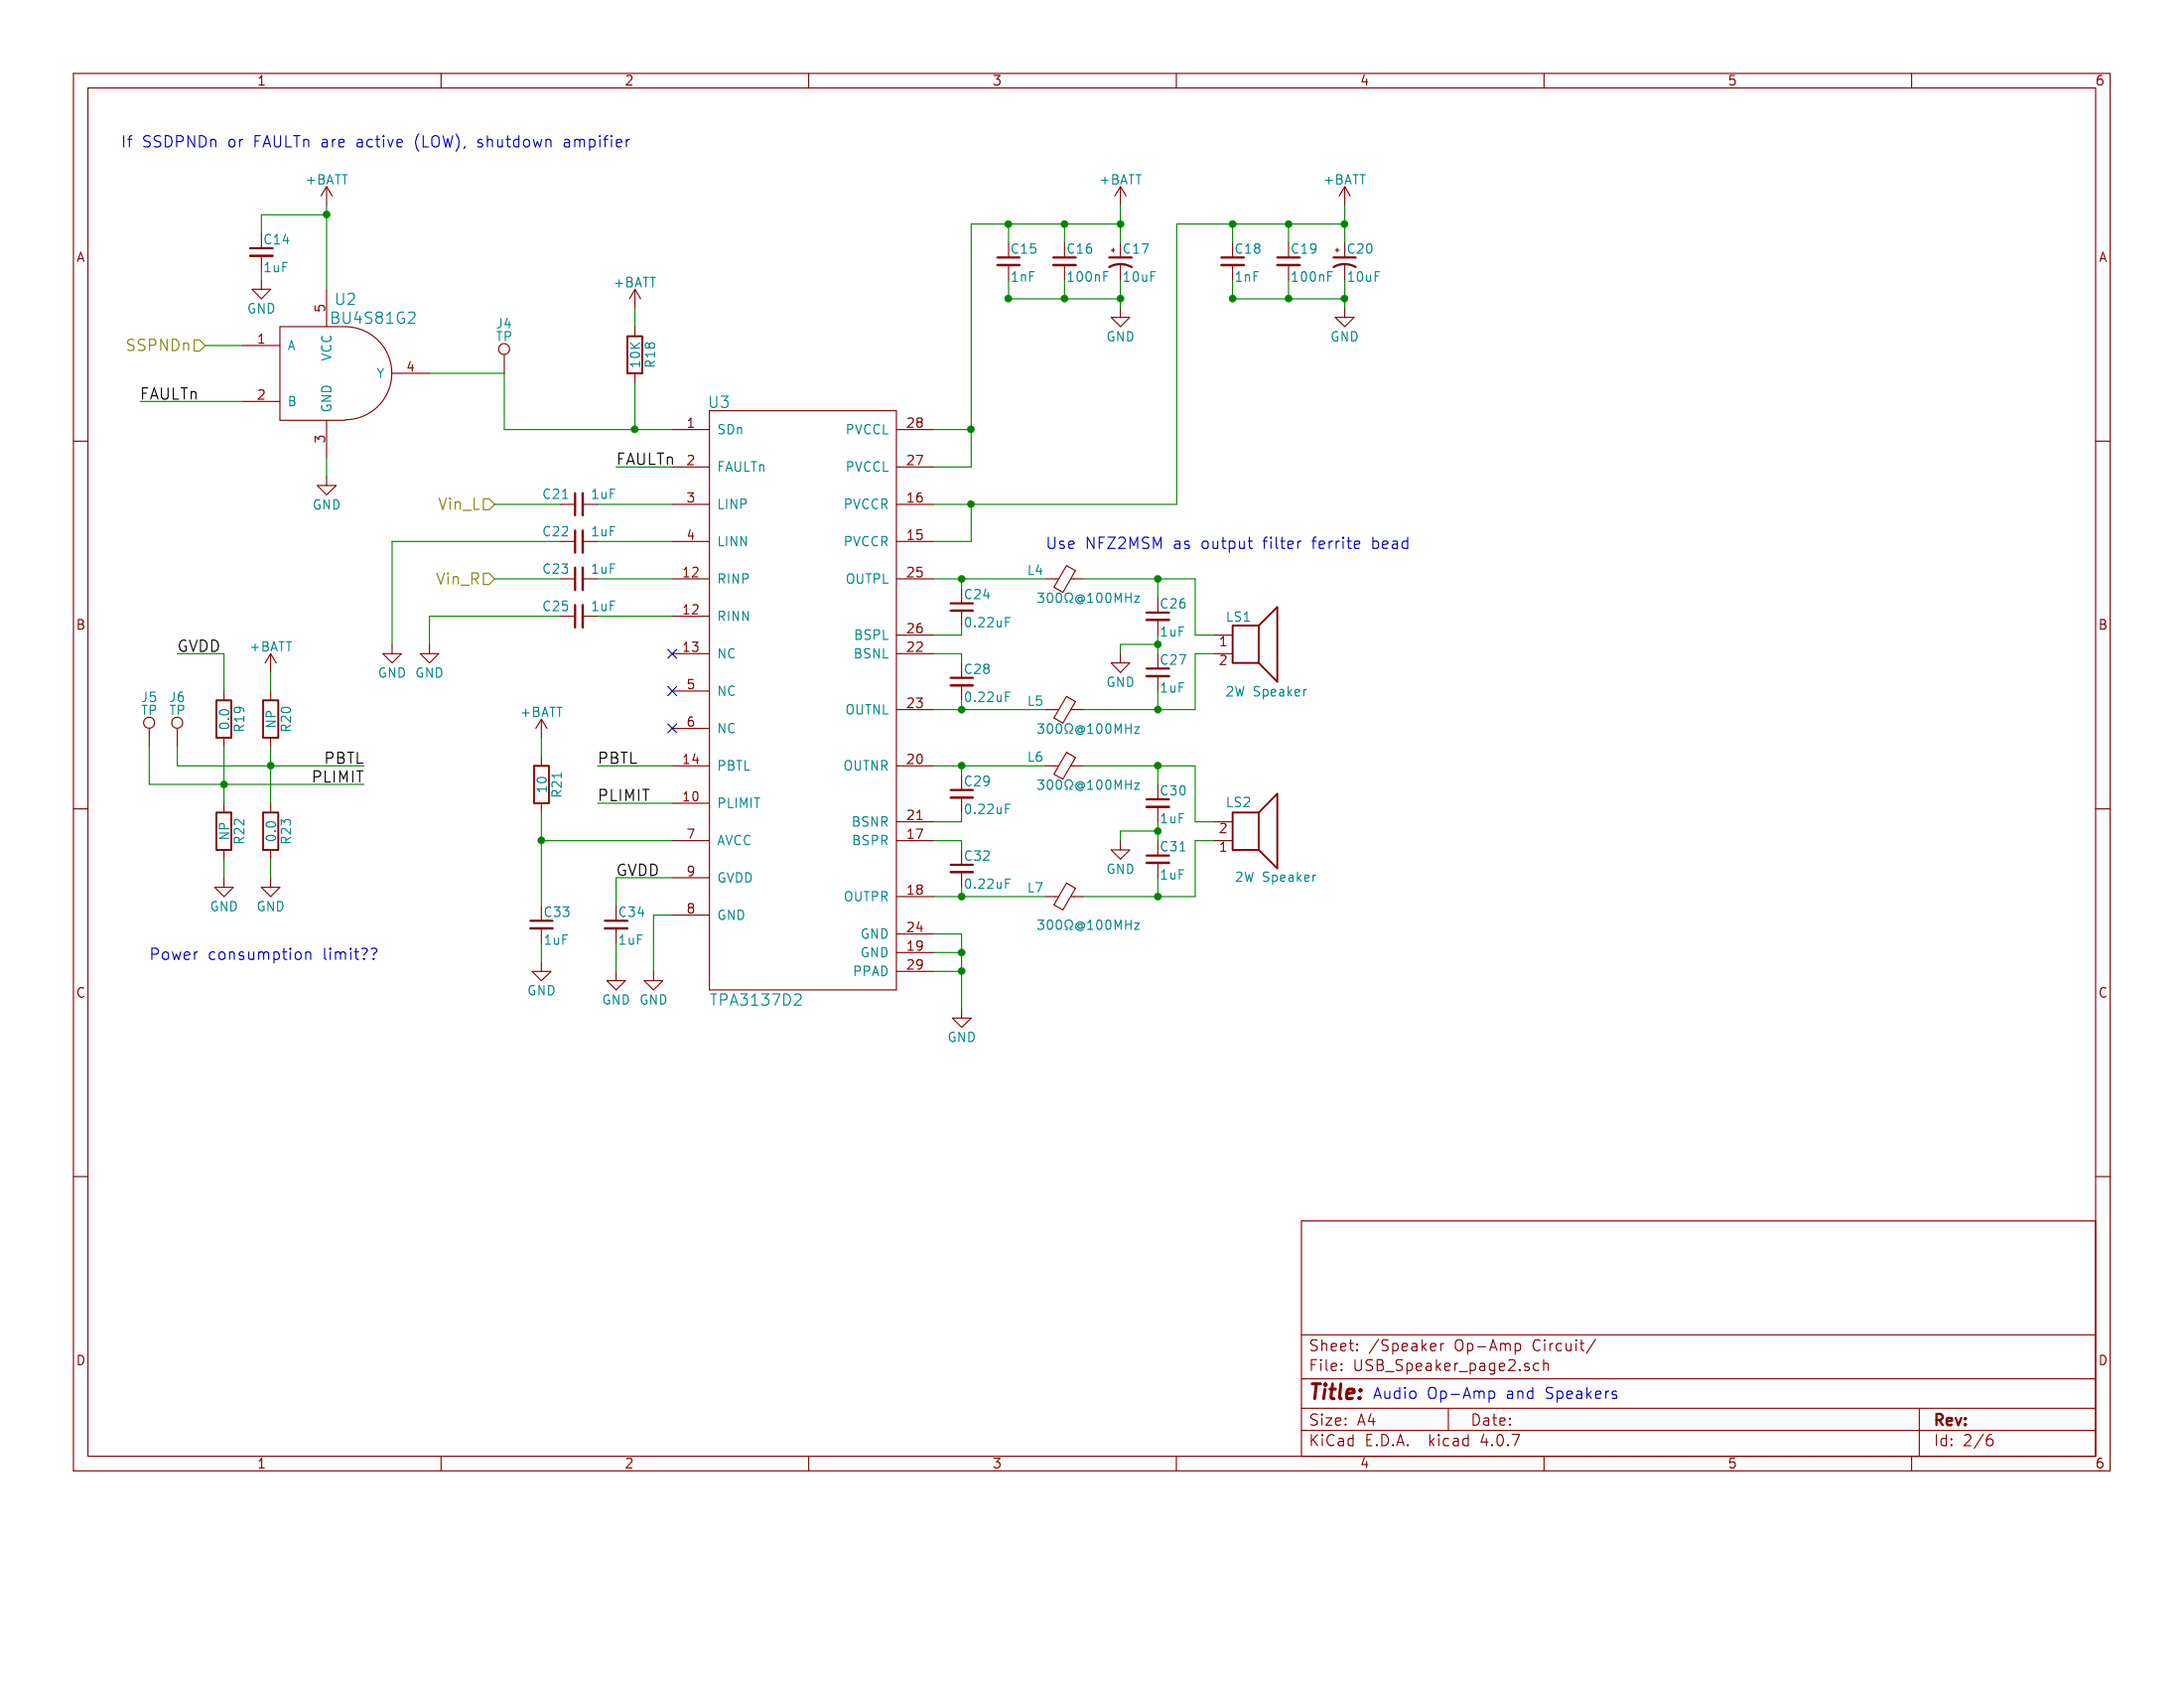 1 2 3 4 5 6
A
B
C
D
A
B
C
D
If SSDPNDn or FAULTn are active (LOW), shutdown ampifier
+BATT
C14
1uF
GND
U2
BU4S81G2
5
VCC
SSPNDn
1
A
FAULTn
2
B
Y
4
GND
3
GND
J4
TP
+BATT
10K
R18
+BATT
C15
1nF
C16
100nF
C17
10uF
GND
+BATT
C18
1nF
C19
100nF
C20
10uF
GND
U3
1 SDn
FAULTn 2 FAULTn
Vin_L C21 1uF 3 LINP
C22 1uF 4 LINN
Vin_R C23 1uF 12 RINP
C25 1uF 12 RINN
GND
GND
13 NC
5 NC
6 NC
PBTL 14 PBTL
PLIMIT 10 PLIMIT
7 AVCC
GVDD 9 GVDD
8 GND
PVCCL 28
PVCCL 27
PVCCR 16
PVCCR 15
OUTPL 25
BSPL 26
BSNL 22
OUTNL 23
OUTNR 20
BSNR 21
BSPR 17
OUTPR 18
GND 24
GND 19
PPAD 29
TPA3137D2
GND
+BATT
10
R21
C33
1uF
GND
C34
1uF
GND
GND
GVDD
+BATT
J5
TP
J6
TP
0.0
R19
NP
R20
PBTL
PLIMIT
NP
R22
0.0
R23
GND
GND
Power consumption limit??
Use NFZ2MSM as output filter ferrite bead
C24
0.22uF
L4
300Ω@100MHz
C26
1uF
GND
C27
1uF
C28
0.22uF
L5
300Ω@100MHz
LS1
1
2
2W Speaker
C29
0.22uF
L6
300Ω@100MHz
C30
1uF
GND
C31
1uF
C32
0.22uF
L7
300Ω@100MHz
LS2
2
1
2W Speaker
Sheet: /Speaker Op-Amp Circuit/
File: USB_Speaker_page2.sch
Title: Audio Op-Amp and Speakers
Size: A4 Date: Rev:
KiCad E.D.A. kicad 4.0.7 Id: 2/6
1 2 3 4 5 6